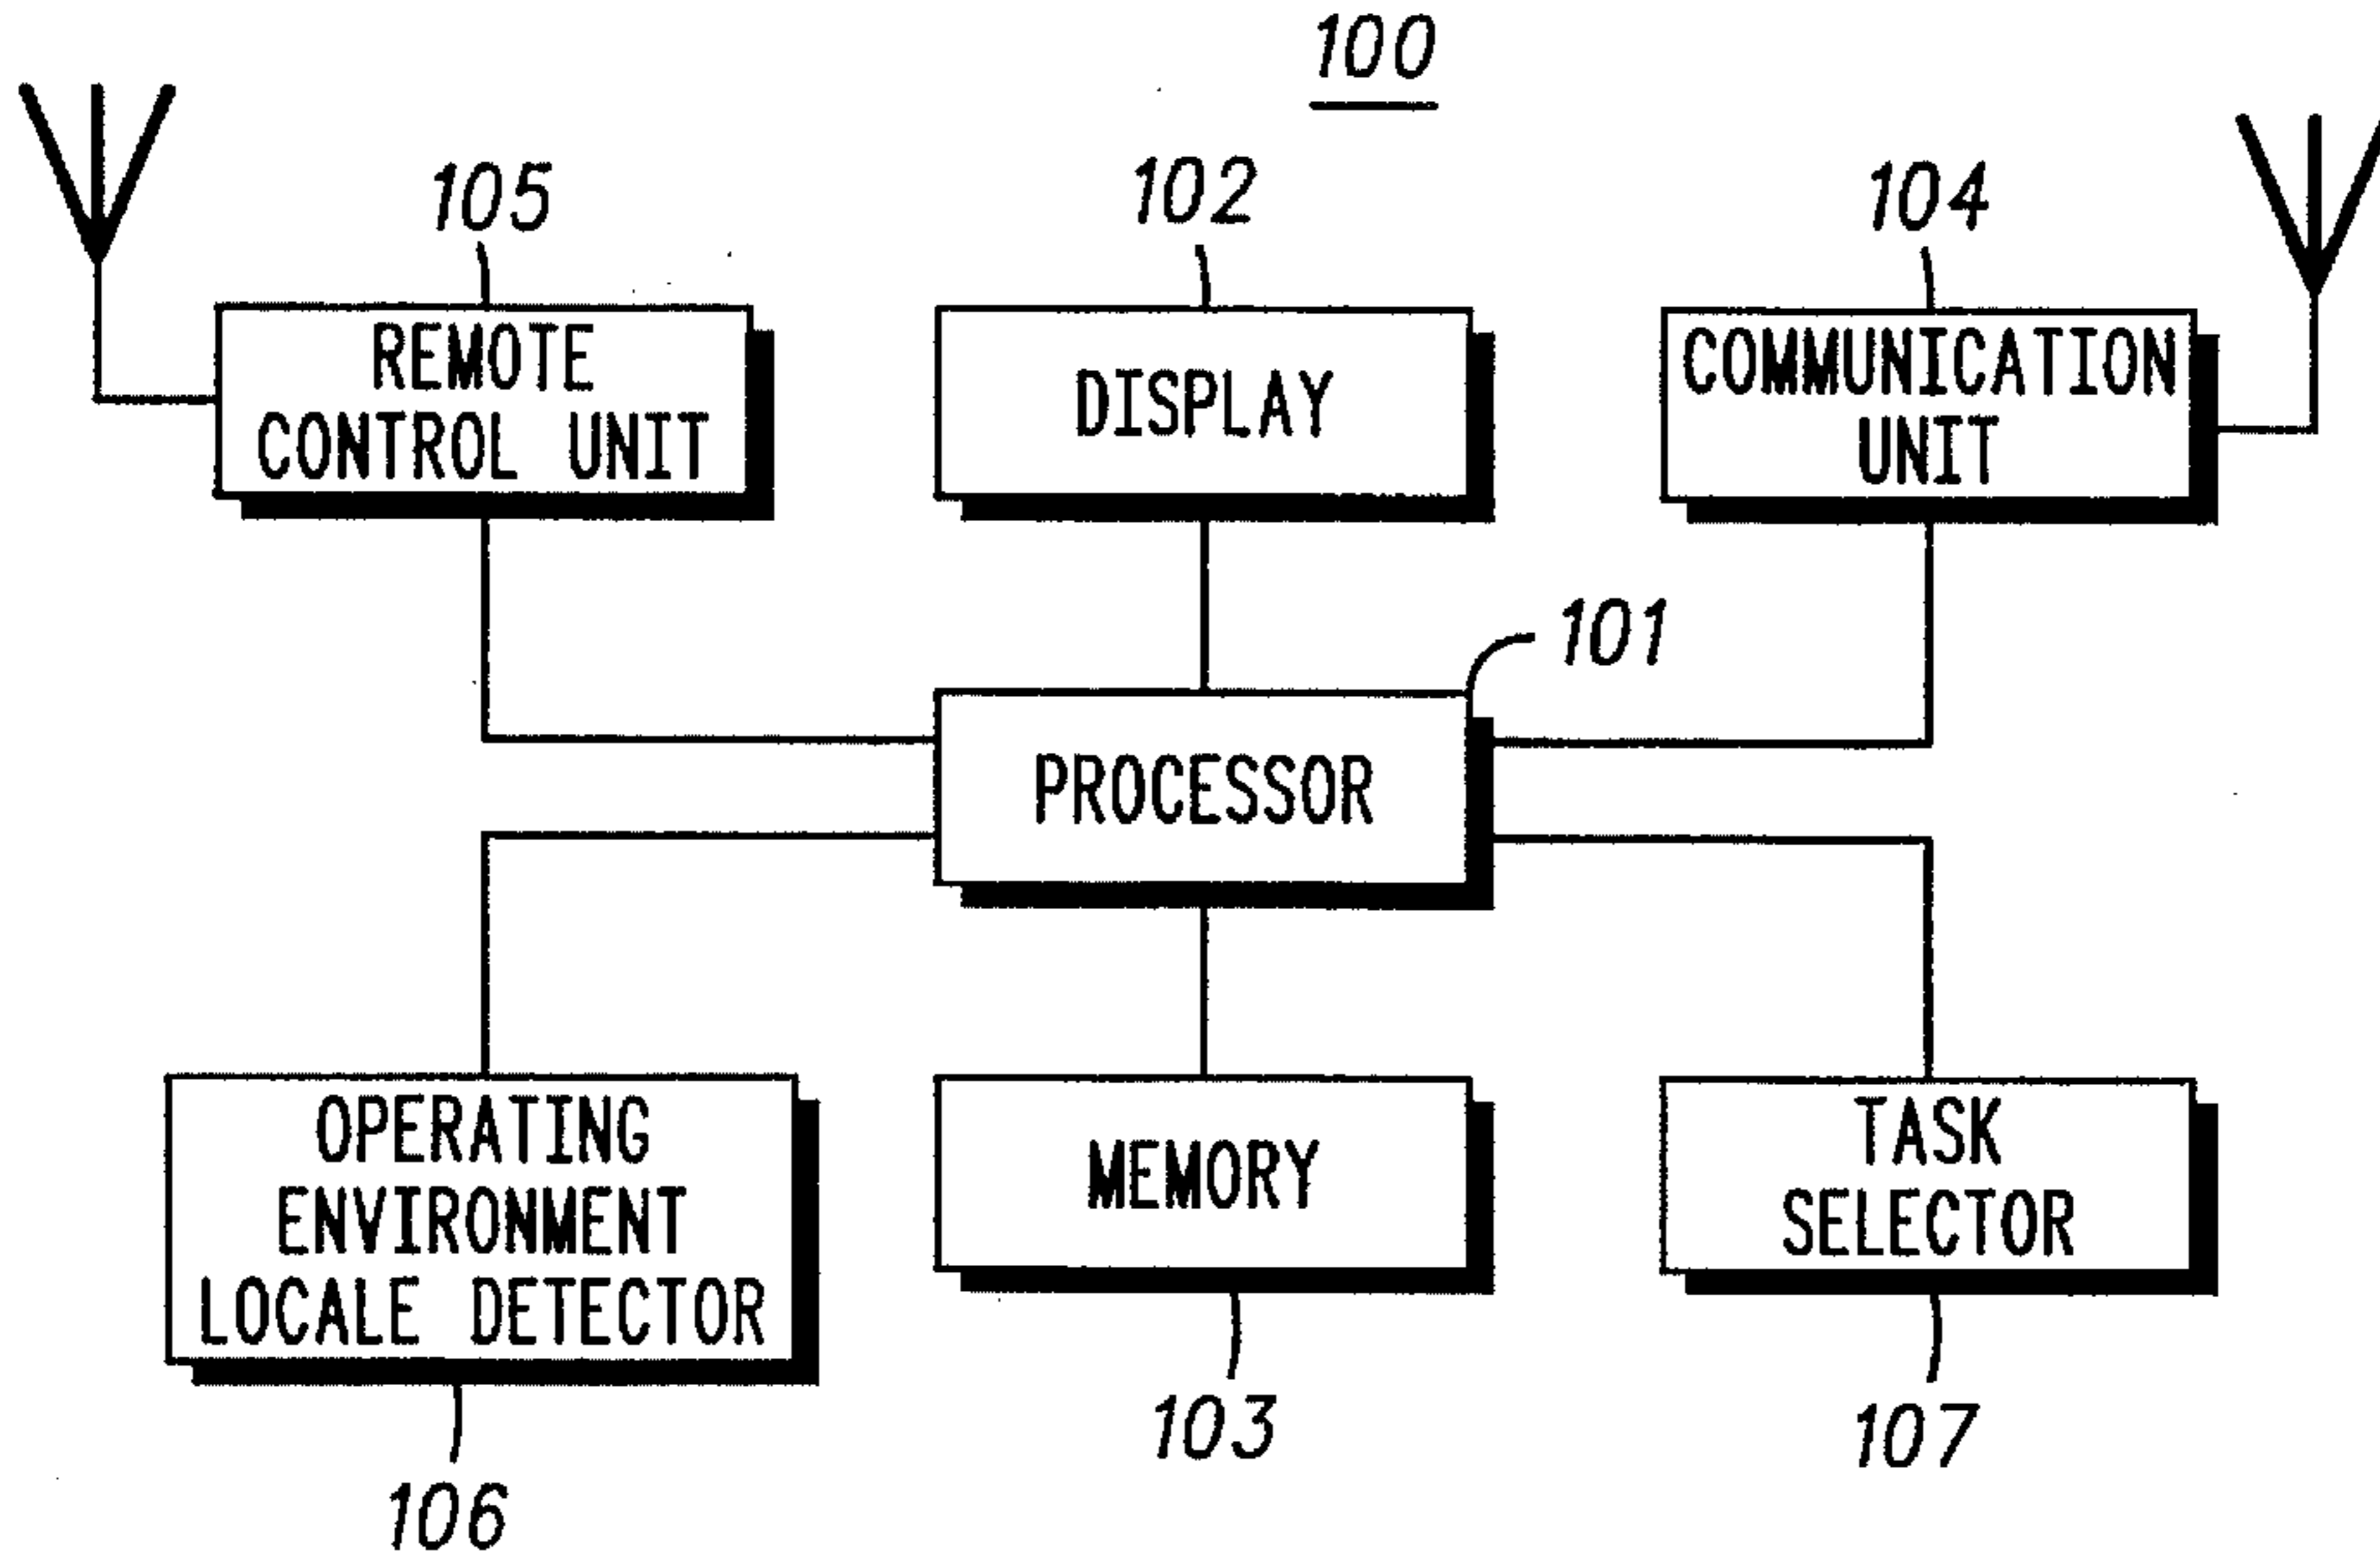 100
105
102
104
REMOTE
CONTROL UNIT
DISPLAY
COMMUNICATION
UNIT
101
PROCESSOR
OPERATING
ENVIRONMENT
LOCALE DETECTOR
MEMORY
TASK
SELECTOR
106
103
107